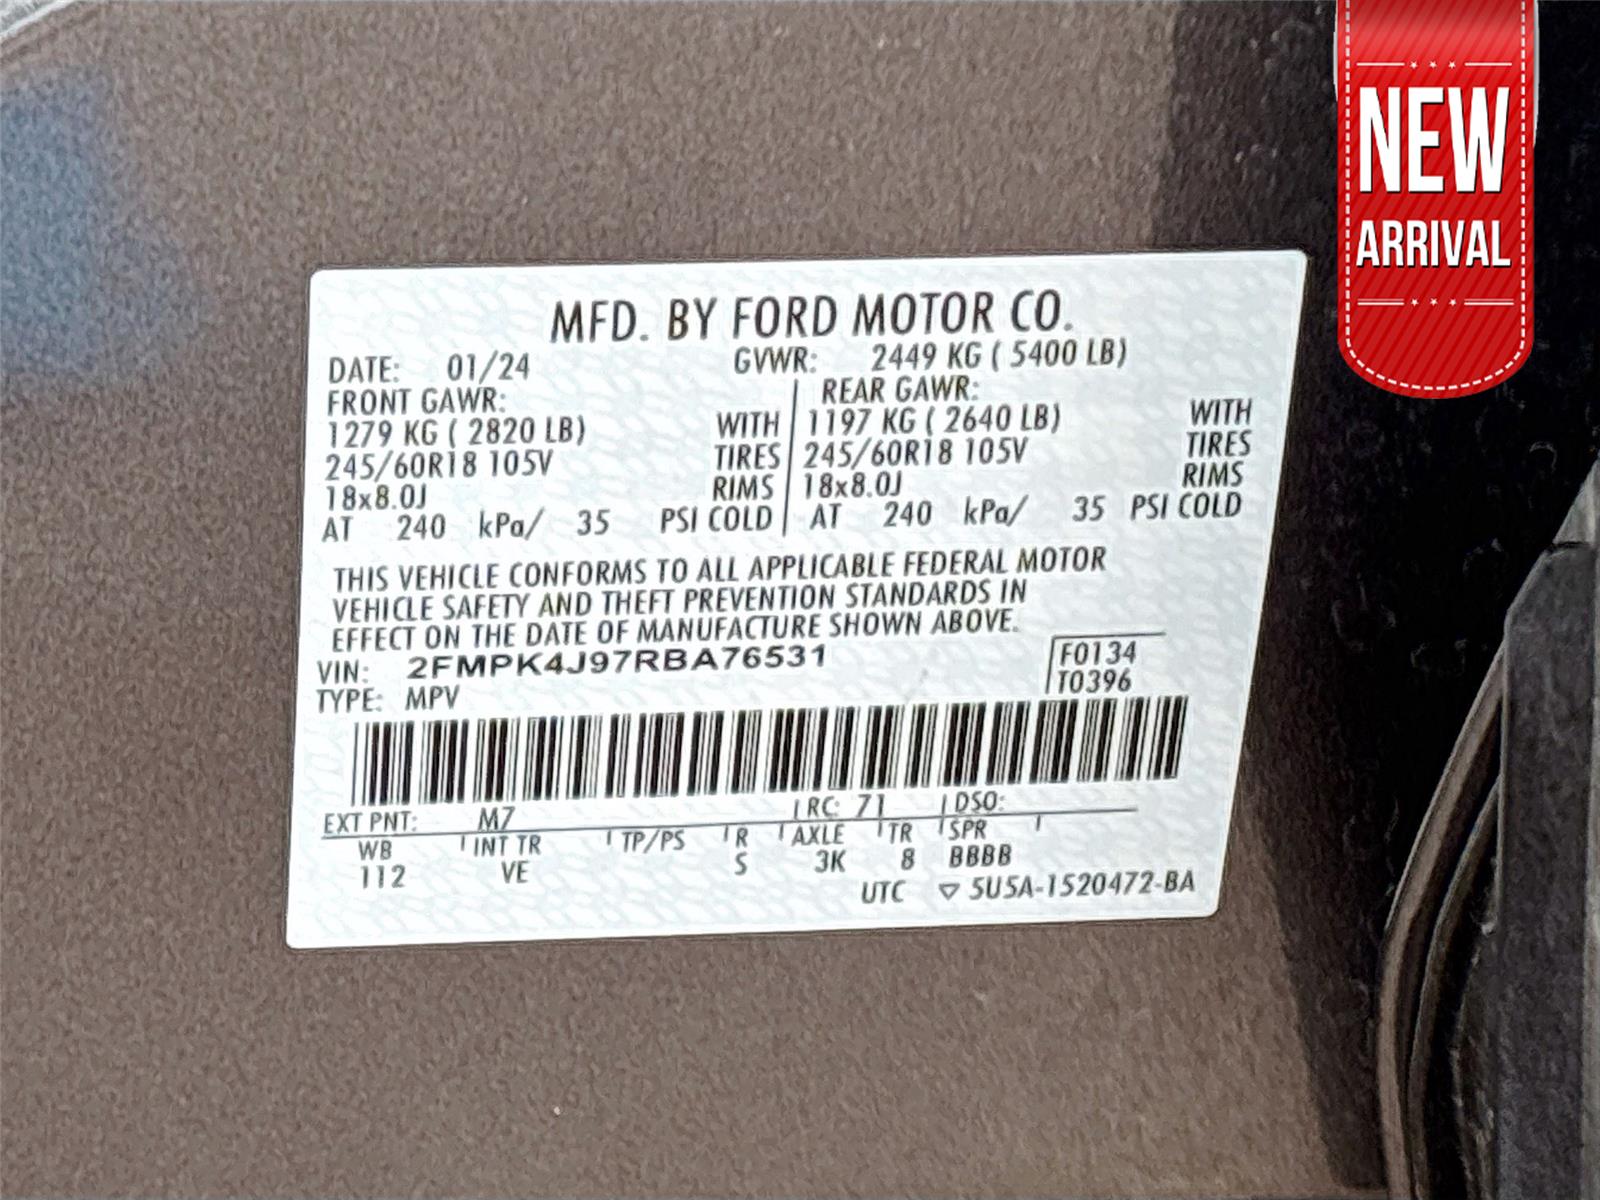 NEW
ARRIVAL
MFD. BY FORD MOTOR CO.
DATE: 01/24 GVWR: 2449 KG ( 5400 LB)
FRONT GAWR: REAR GAWR:
1279 KG ( 2820 LB) WITH 1197 KG ( 2640 LB) WITH
245/60R18 105V TIRES 245/60R18 105V TIRES
18x8.0J RIMS 18x8.0J RIMS
AT 240 kPa/ 35 PSI COLD AT 240 kPa/ 35 PSI COLD
THIS VEHICLE CONFORMS TO ALL APPLICABLE FEDERAL MOTOR
VEHICLE SAFETY AND THEFT PREVENTION STANDARDS IN
EFFECT ON THE DATE OF MANUFACTURE SHOWN ABOVE.
VIN: 2FMPK4J97RBA76531 F0134
TYPE: MPV T0396
EXT PNT: M7 RC: 71 DSO:
WB INT TR TP/PS R AXLE TR SPR
112 VE S 3K 8 BBBB
UTC ▽ 5U5A-1520472-BA